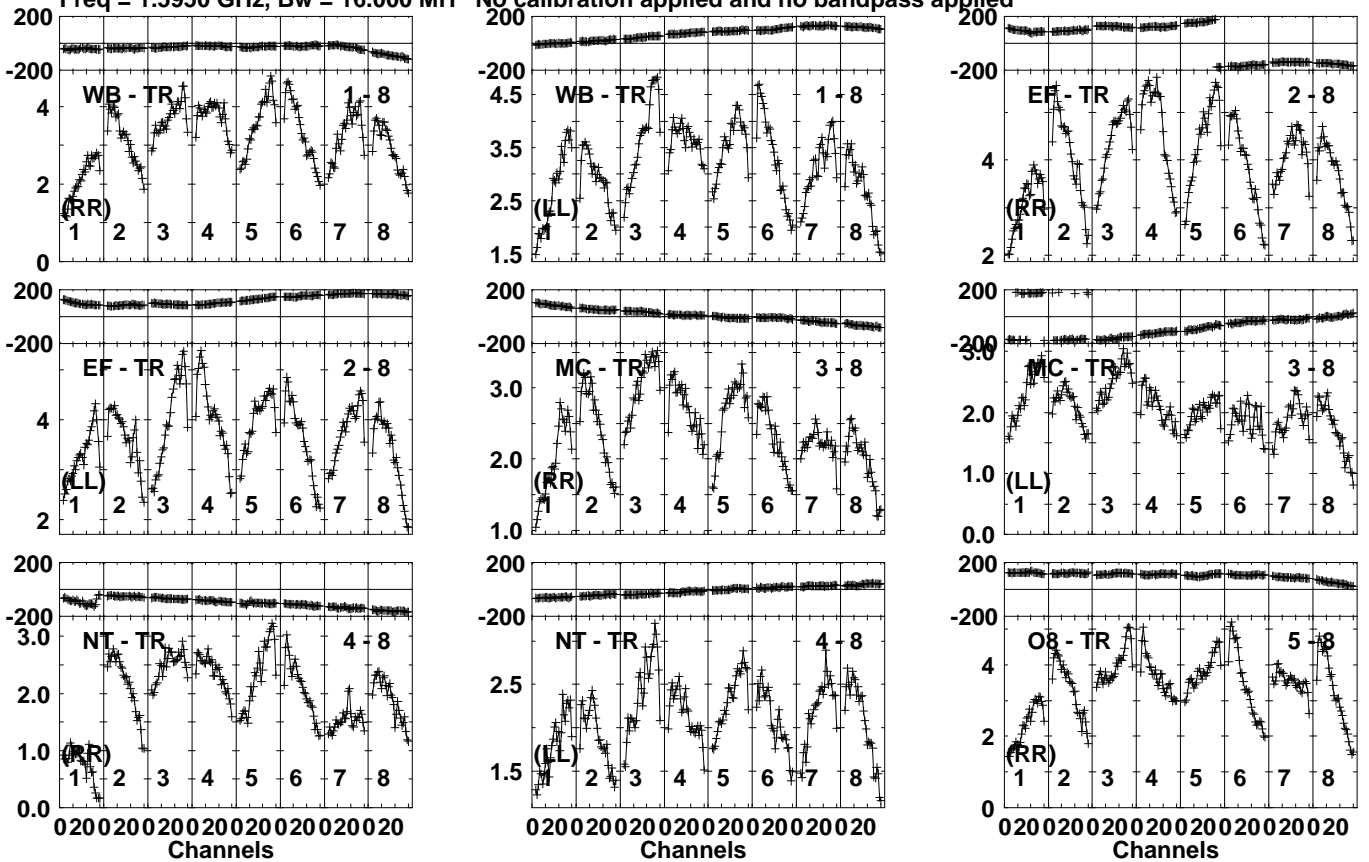 Freq = 1.5950 GHz, Bw = 16.000 MH No calibration applied and no bandpass applied
200 200 200
-200 -200 -200
WB - TR 1 - 8 WB - TR 1 - 8 EF - TR 2 - 8
4 4.5 4
2 3.5 2
0 2.5
1.5
(RR) (LL) (RR)
1 2 3 4 5 6 7 8 1 2 3 4 5 6 7 8 1 2 3 4 5 6 7 8
200 200 200
-200 -200 -200
EF - TR 2 - 8 MC - TR 3 - 8 MC - TR 3 - 8
4 3.0 3.0
2 2.0 2.0
1.0 1.0
0.0
(LL) (RR) (LL)
1 2 3 4 5 6 7 8 1 2 3 4 5 6 7 8 1 2 3 4 5 6 7 8
200 200 200
-200 -200 -200
NT - TR 4 - 8 NT - TR 4 - 8 O8 - TR 5 - 8
3.0 2.5 4
2.0 1.5 2
1.0 0
0.0
(RR) (LL) (RR)
1 2 3 4 5 6 7 8 1 2 3 4 5 6 7 8 1 2 3 4 5 6 7 8
0 20 0 20 0 20 0 20 0 20 0 20 0 20 0 20 0 20 0 20 0 20 0 20 0 20 0 20 0 20 0 20 0 20 0 20 0 20 0 20 0 20 0 20 0 20 0 20
Channels Channels Channels